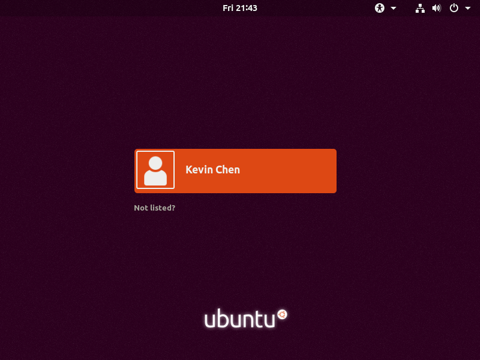 Fri 21:43
Kevin Chen
Not listed?
ubuntu